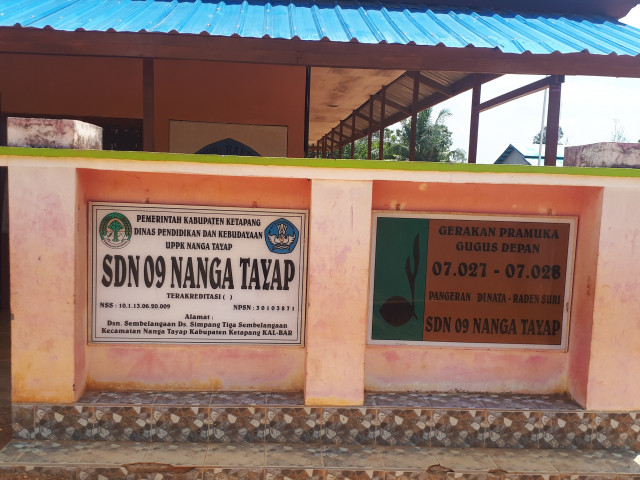 PEMERINTAH KABUPATEN KETAPANG
DINAS PENDIDIKAN DAN KEBUDAYAAN
UPPK NANGA TAYAP
SDN 09 NANGA TAYAP
TERAKREDITASI ( )
NSS : 10.1.13.06.20.009
NPSN : 30103871
Alamat :
Dsn. Sembelangaan Ds. Simpang Tiga Sembelangaan
Kecamatan Nanga Tayap Kabupaten Ketapang KAL-BAR
GERAKAN PRAMUKA
GUGUS DEPAN
07.027 - 07.028
PANGERAN DINATA - RADEN SURI
SDN 09 NANGA TAYAP